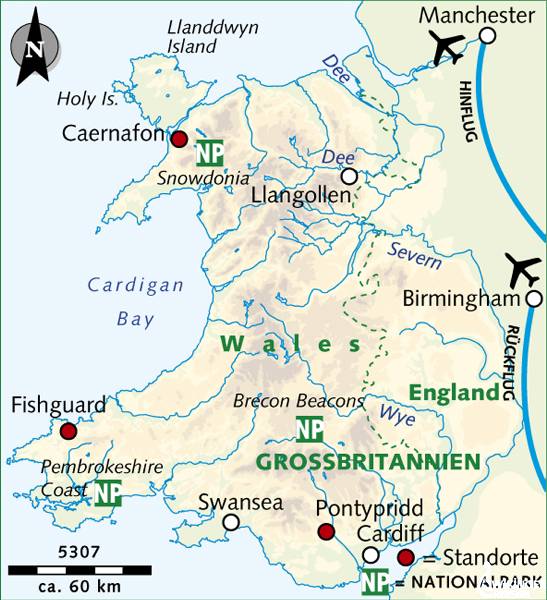 N
Llanddwyn
Island
Manchester
Dee
HINFLUG
Holy Is.
Caernafon
NP
Snowdonia
Dee
Llangollen
Severn
Cardigan
Bay
Birmingham
RÜCKFLUG
Wales
England
Brecon Beacons
NP
Wye
Fishguard
GROSSBRITANNIEN
Pembrokeshire
Coast NP
Swansea
Pontypridd
Cardiff
5307
ca. 60 km
= Standorte
NP = NATIONALPARK